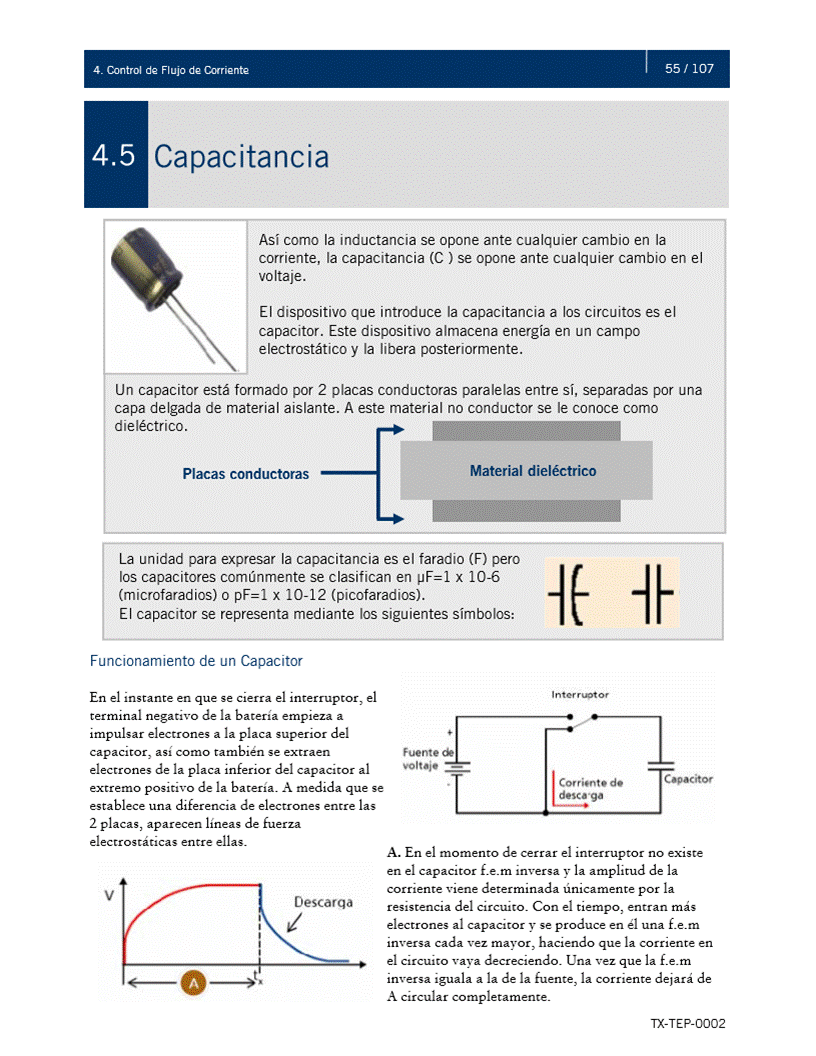 4. Control de Flujo de Corriente
55 / 107
4.5 Capacitancia
Así como la inductancia se opone ante cualquier cambio en la
corriente, la capacitancia (C ) se opone ante cualquier cambio en el
voltaje.
El dispositivo que introduce la capacitancia a los circuitos es el
capacitor. Este dispositivo almacena energía en un campo
electrostático y la libera posteriormente.
Un capacitor está formado por 2 placas conductoras paralelas entre sí, separadas por una
capa delgada de material aislante. A este material no conductor se le conoce como
dieléctrico.
Placas conductoras
Material dieléctrico
La unidad para expresar la capacitancia es el faradio (F) pero
los capacitores comúnmente se clasifican en µF=1 x 10-6
(microfaradios) o pF=1 x 10-12 (picofaradios).
El capacitor se representa mediante los siguientes símbolos:
Funcionamiento de un Capacitor
En el instante en que se cierra el interruptor, el
terminal negativo de la batería empieza a
impulsar electrones a la placa superior del
capacitor, así como también se extraen
electrones de la placa inferior del capacitor al
extremo positivo de la batería. A medida que se
establece una diferencia de electrones entre las
2 placas, aparecen líneas de fuerza
electrostáticas entre ellas.
Interruptor
+
Fuente de
voltaje
-
Corriente de
descarga
Capacitor
V
Descarga
A
tx
A. En el momento de cerrar el interruptor no existe
en el capacitor f.e.m inversa y la amplitud de la
corriente viene determinada únicamente por la
resistencia del circuito. Con el tiempo, entran más
electrones al capacitor y se produce en él una f.e.m
inversa cada vez mayor, haciendo que la corriente en
el circuito vaya decreciendo. Una vez que la f.e.m
inversa iguala a la de la fuente, la corriente dejará de
A circular completamente.
TX-TEP-0002